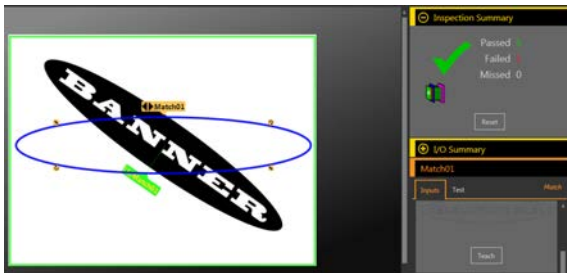 Inspection Summary
Passed
Failed
Missed 0
Reset
Match01
BANNER
I/O Summary
Match01
Inputs Test Match
Teach